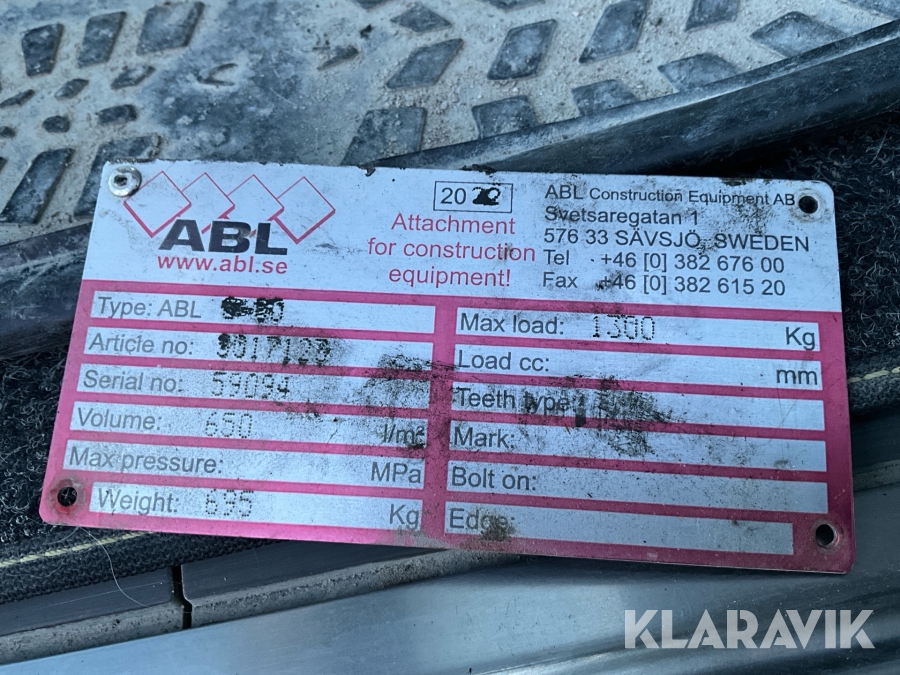 ABL
www.abl.se
20
Attachment
for construction
equipment!
ABL Construction Equipment AB
Svetsaregatan 1
576 33 SÄVSJÖ, SWEDEN
Tel +46 [0] 382 676 00
Fax +46 [0] 382 615 20
Type: ABL
Article no:
Serial no: 59094
Volume: 650 l/m³
Max pressure: MPa
Weight: 695 Kg
Max load: 1300 Kg
Load cc: mm
Teeth type:
Mark:
Bolt on:
Edge
KLARAVIK